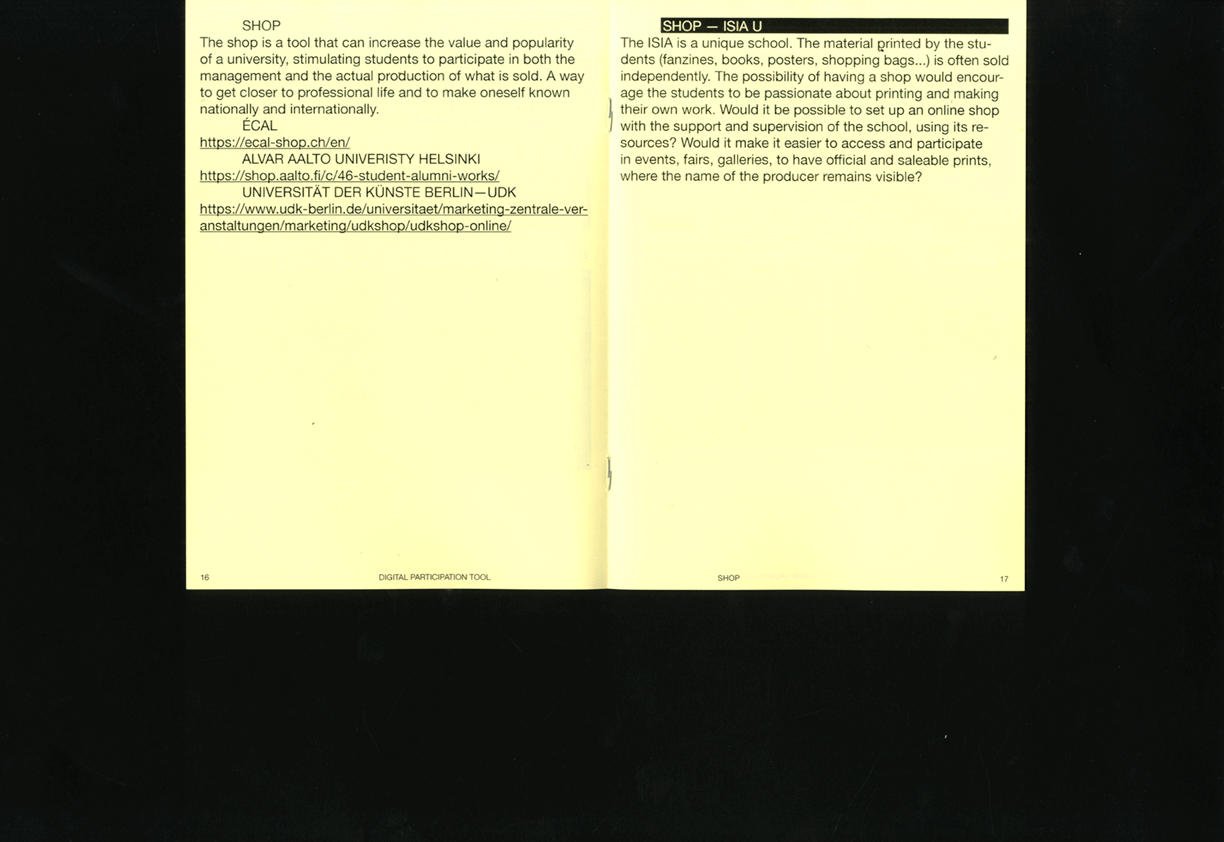 SHOP
The shop is a tool that can increase the value and popularity
of a university, stimulating students to participate in both the
management and the actual production of what is sold. A way
to get closer to professional life and to make oneself known
nationally and internationally.
ÉCAL
https://ecal-shop.ch/en/
ALVAR AALTO UNIVERISTY HELSINKI
https://shop.aalto.fi/c/46-student-alumni-works/
UNIVERSITÄT DER KÜNSTE BERLIN—UDK
https://www.udk-berlin.de/universitaet/marketing-zentrale-ver-
anstaltungen/marketing/udkshop/udkshop-online/
16
DIGITAL PARTICIPATION TOOL
SHOP — ISIA U
The ISIA is a unique school. The material printed by the stu-
dents (fanzines, books, posters, shopping bags...) is often sold
independently. The possibility of having a shop would encour-
age the students to be passionate about printing and making
their own work. Would it be possible to set up an online shop
with the support and supervision of the school, using its re-
sources? Would it make it easier to access and participate
in events, fairs, galleries, to have official and saleable prints,
where the name of the producer remains visible?
SHOP
17